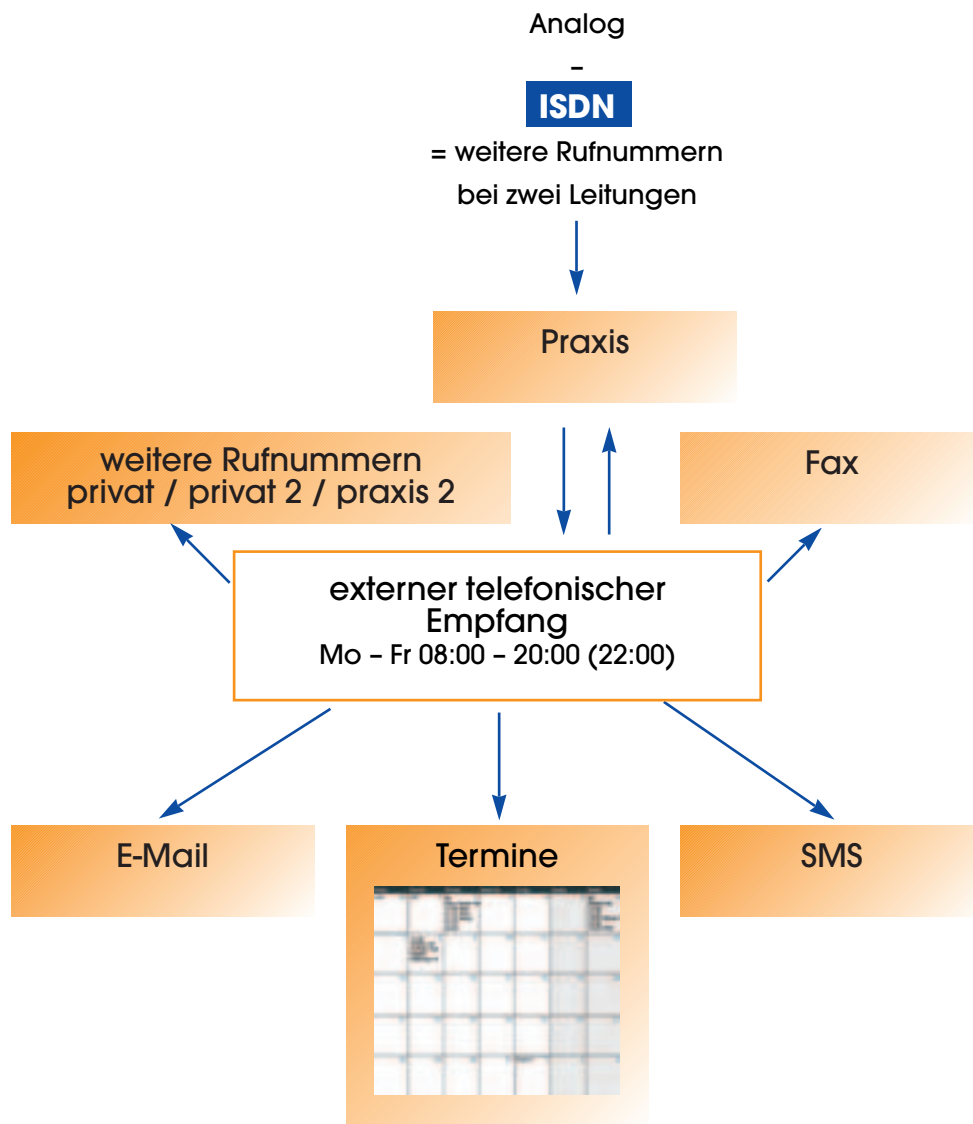 Analog
–
ISDN
= weitere Rufnummern
bei zwei Leitungen
Praxis
weitere Rufnummern
privat / privat 2 / praxis 2
Fax
externer telefonischer
Empfang
Mo – Fr 08:00 – 20:00 (22:00)
E-Mail
Termine
SMS